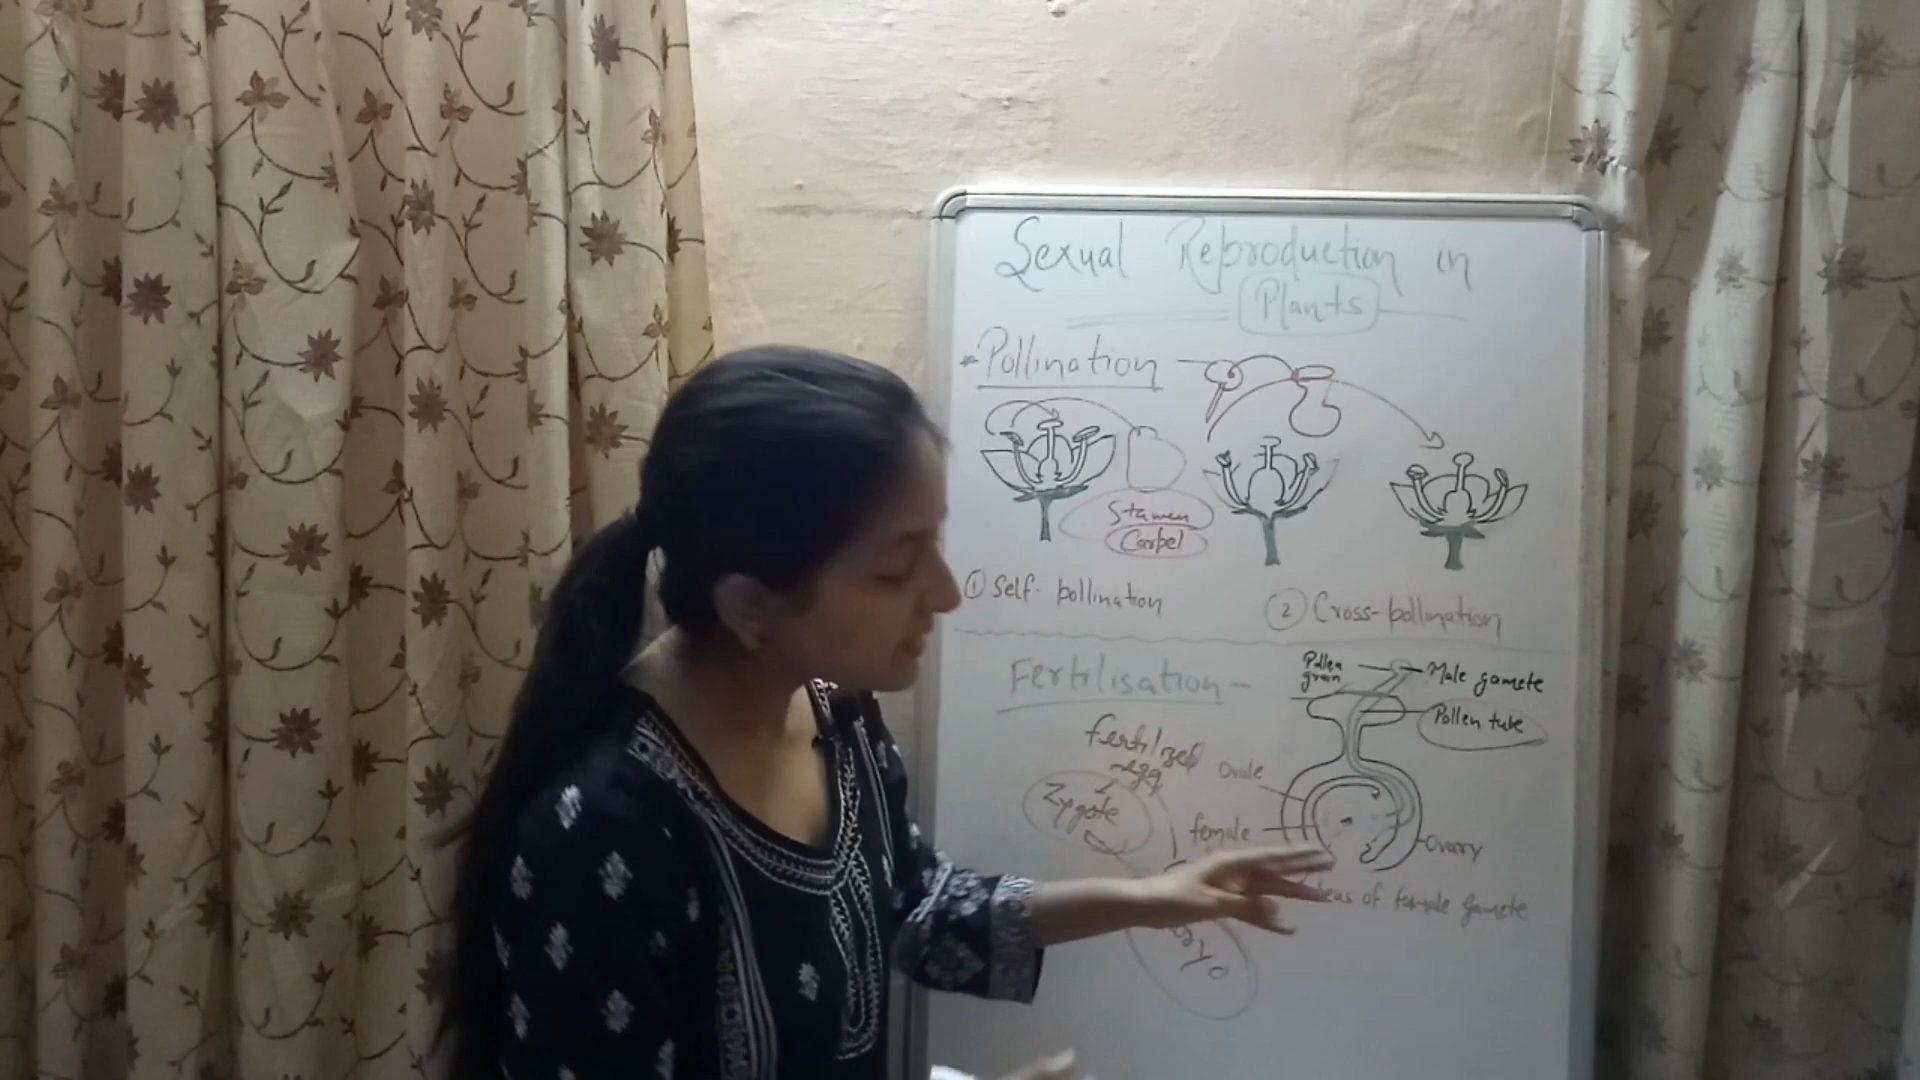 Sexual Reproduction in
Plants
Pollination
Stamen
Carpel
① Self-pollination
② Cross-pollination
Fertilisation -
Pollen
grain
Male gamete
Pollen tube
fertilized
egg
Zygote
Ovule
female
Ovary
of female gamete